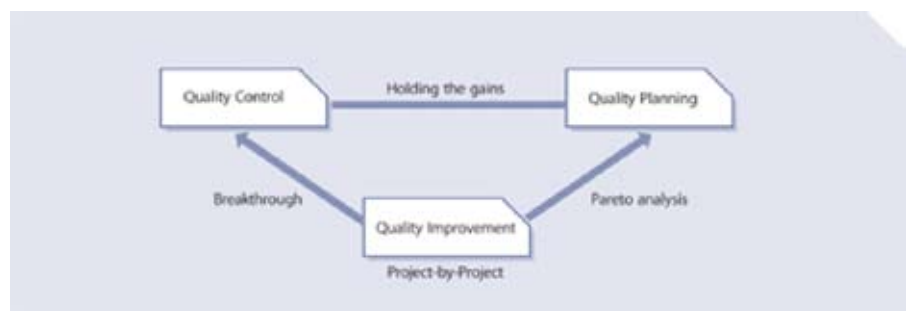 Quality Control
Holding the gains
Quality Planning
Breakthrough
Pareto analysis
Quality Improvement
Project-by-Project